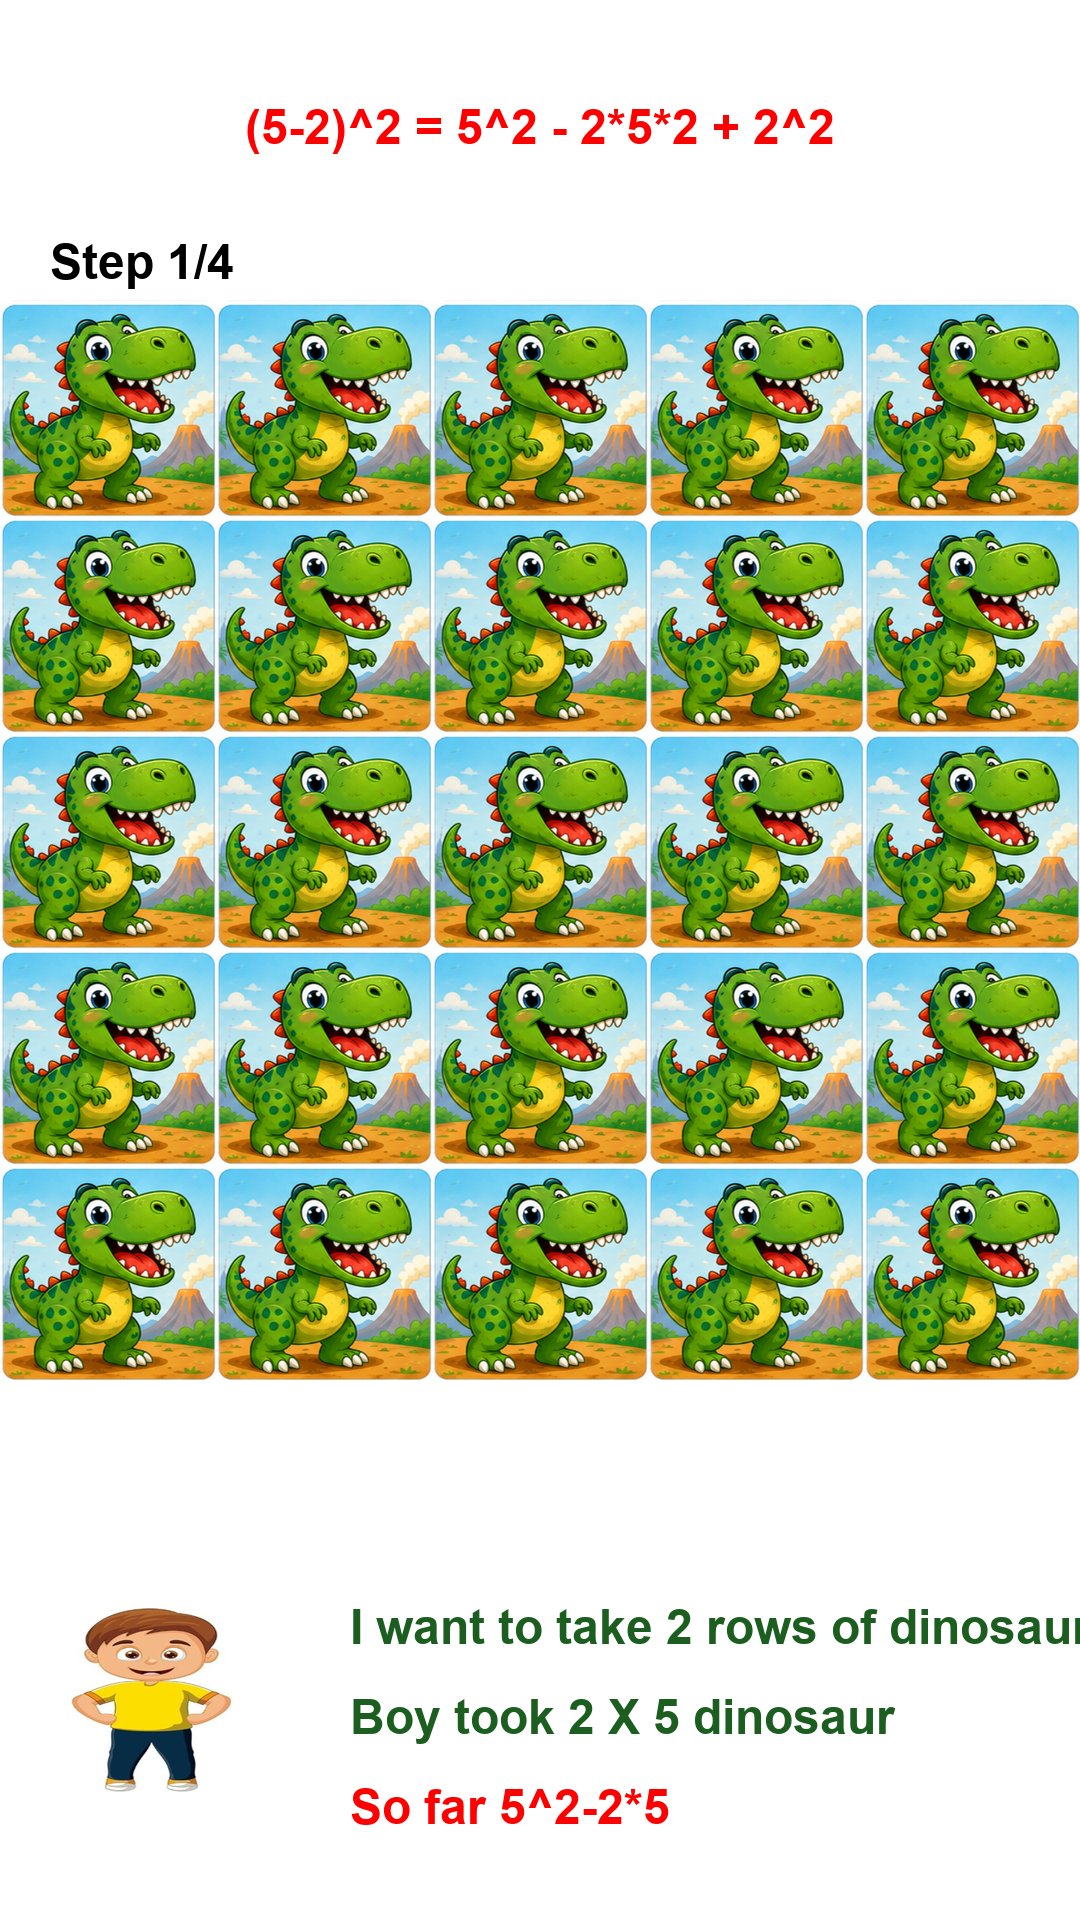 (5-2)^2 = 5^2 - 2*5*2 + 2^2
Step 1/4
I want to take 2 rows of dinosaur
Boy took 2 X 5 dinosaur
So far 5^2-2*5